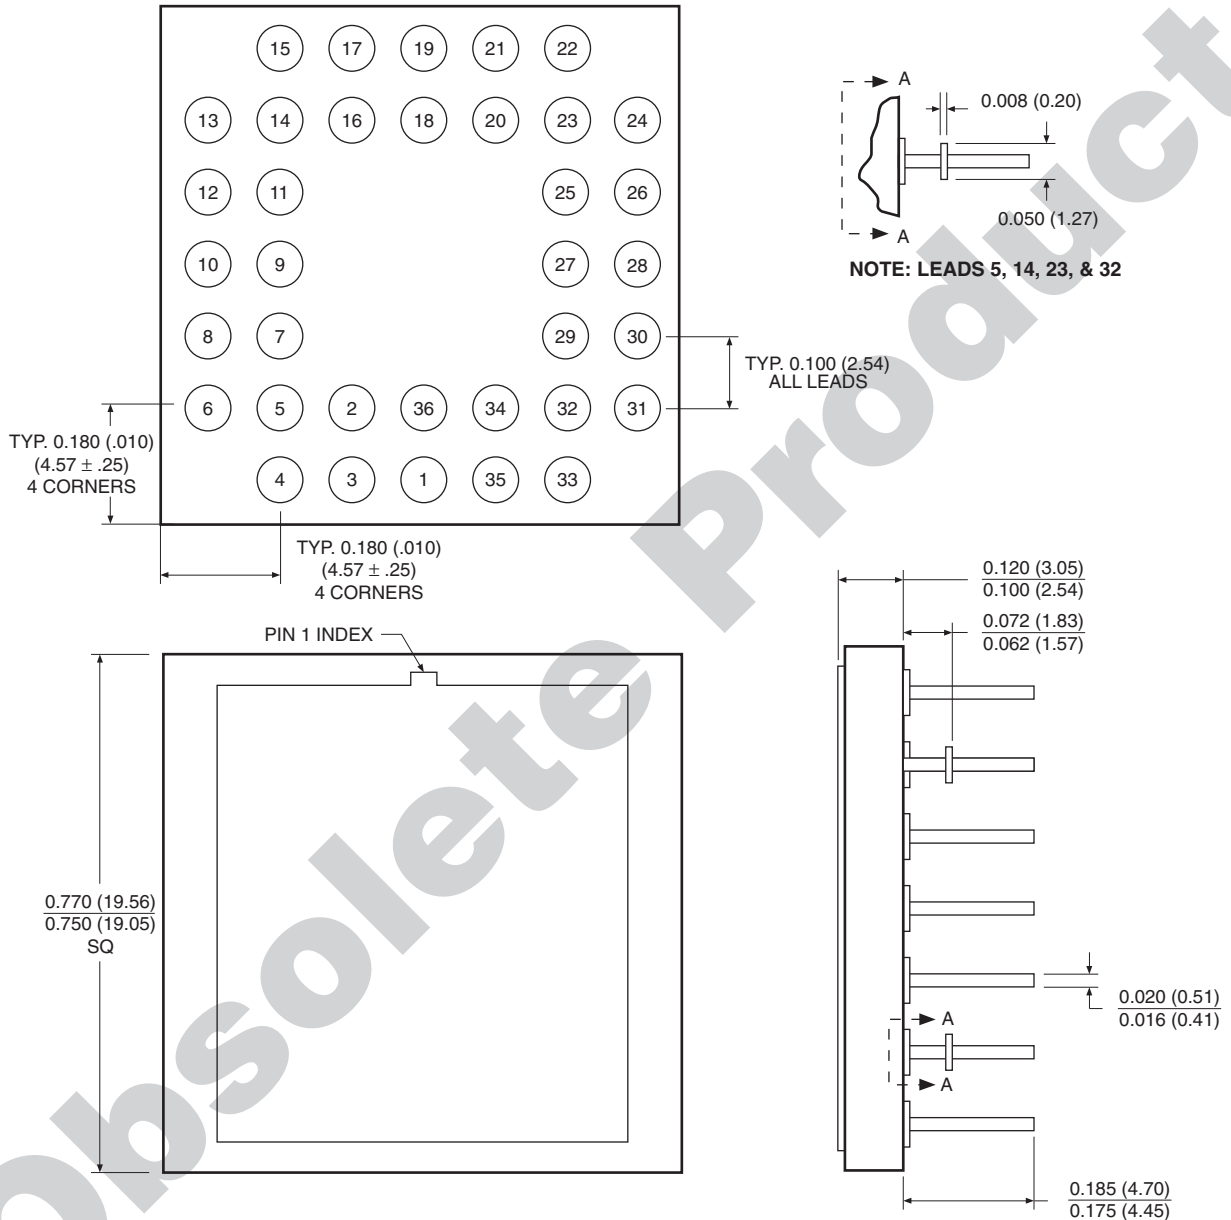 15 17 19 21 22
13 14 16 18 20 23 24
12 11 25 26
10 9 27 28
8 7 29 30
6 5 2 36 34 32 31
4 3 1 35 33
TYP. 0.100 (2.54)
ALL LEADS
TYP. 0.180 (.010)
(4.57 ± .25)
4 CORNERS
TYP. 0.180 (.010)
(4.57 ± .25)
4 CORNERS
A
0.008 (0.20)
0.050 (1.27)
A
NOTE: LEADS 5, 14, 23, & 32
PIN 1 INDEX
0.770 (19.56)
0.750 (19.05)
SQ
0.120 (3.05)
0.100 (2.54)
0.072 (1.83)
0.062 (1.57)
0.020 (0.51)
0.016 (0.41)
A
A
0.185 (4.70)
0.175 (4.45)
Obsolete Product